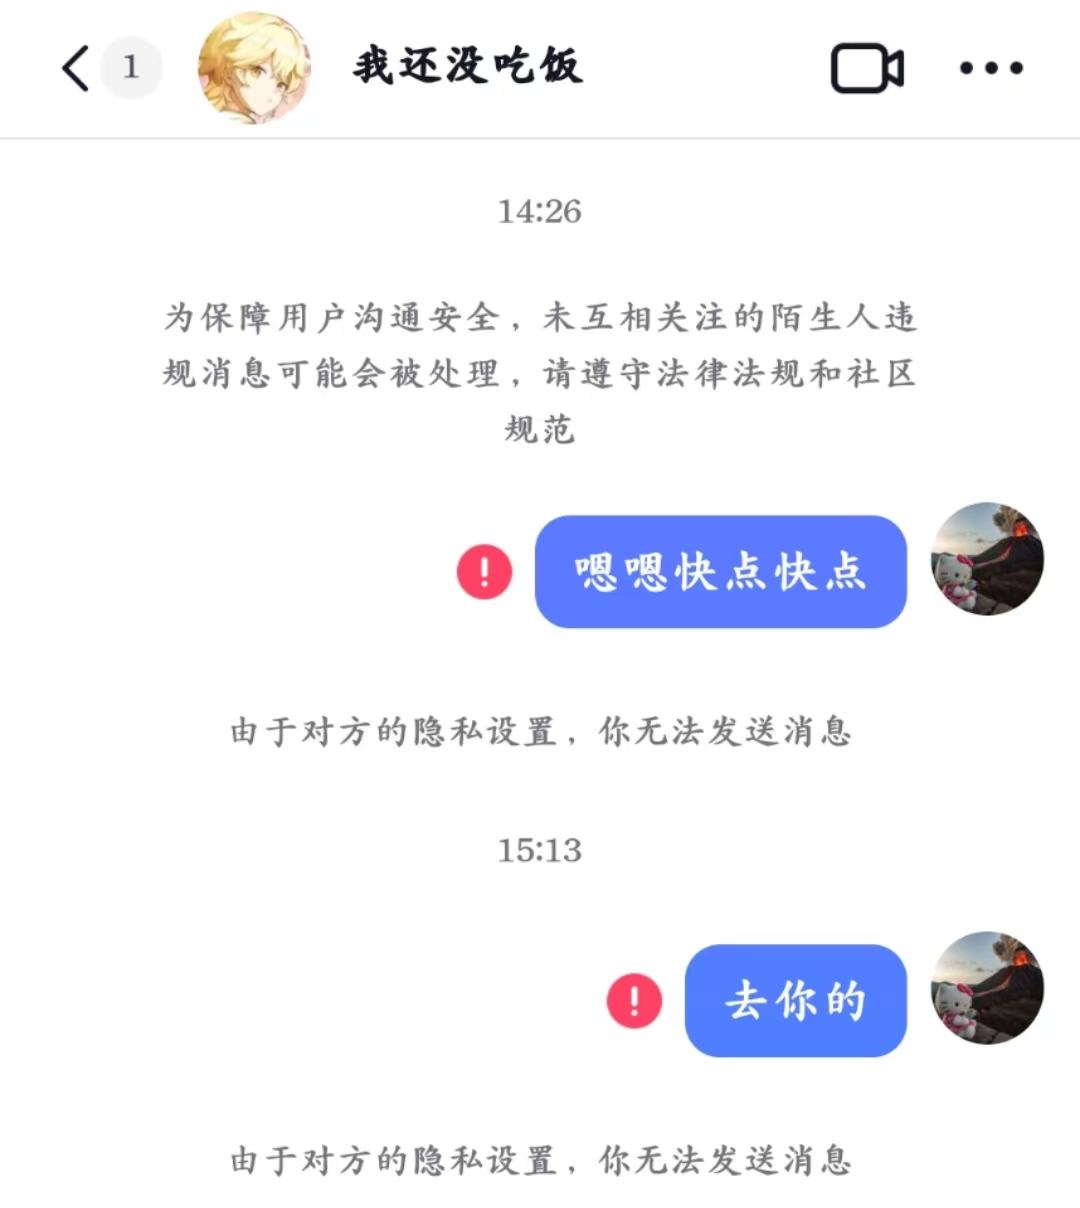 1
我还没吃饭
14:26
为保障用户沟通安全，未互相关注的陌生人违
规消息可能会被处理，请遵守法律法规和社区
规范
嗯嗯快点快点
由于对方的隐私设置，你无法发送消息
15:13
去你的
由于对方的隐私设置，你无法发送消息